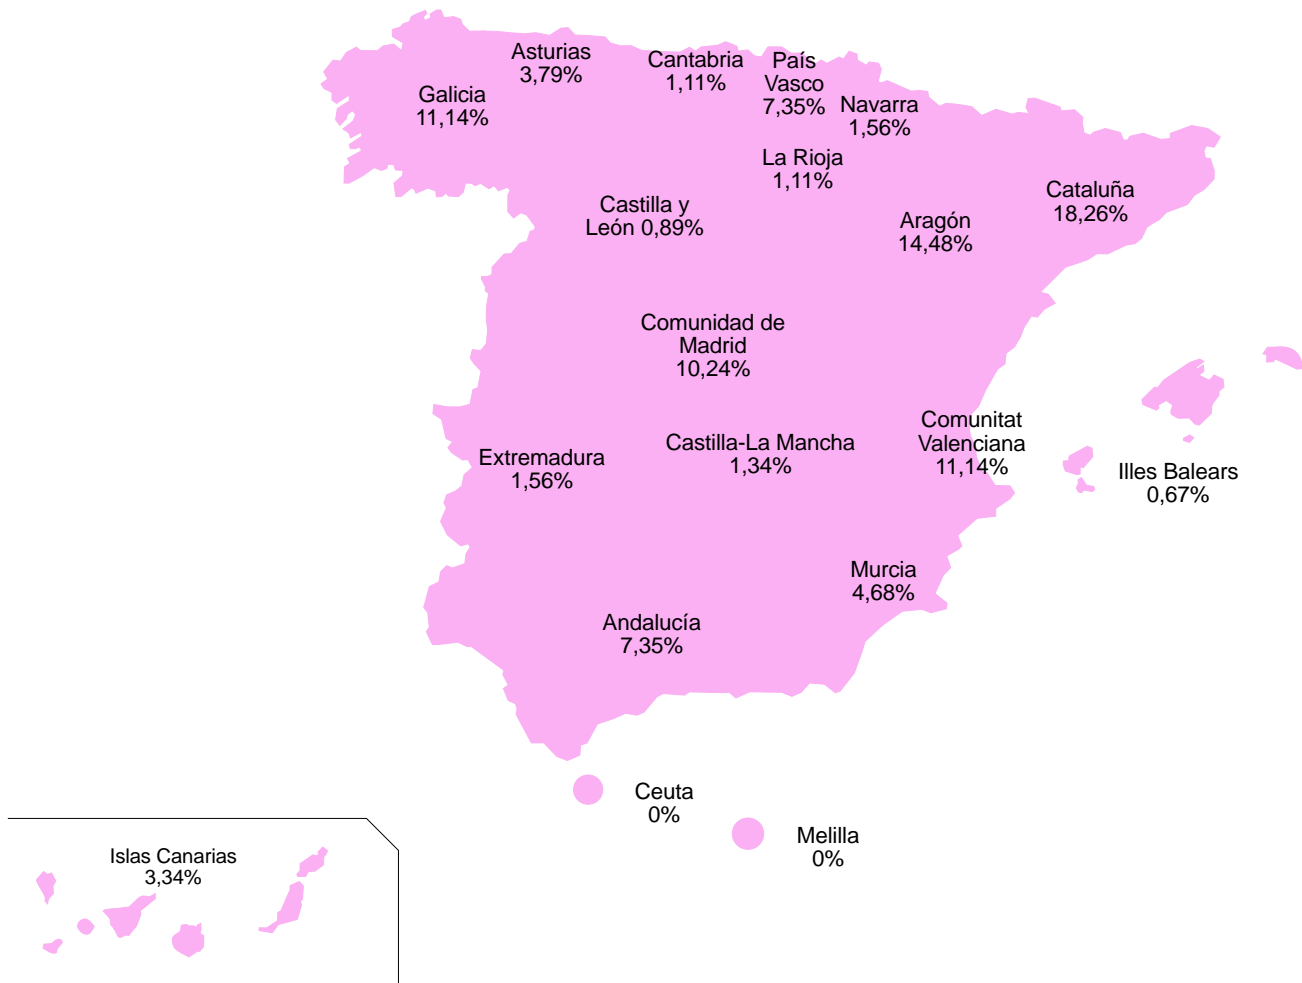 Asturias
3,79%
Cantabria
1,11%
País
Vasco
7,35%
Galicia
11,14%
Navarra
1,56%
La Rioja
1,11%
Cataluña
18,26%
Castilla y
León 0,89%
Aragón
14,48%
Comunidad de
Madrid
10,24%
Comunitat
Valenciana
11,14%
Castilla-La Mancha
1,34%
Extremadura
1,56%
Illes Balears
0,67%
Murcia
4,68%
Andalucía
7,35%
Ceuta
0%
Melilla
0%
Islas Canarias
3,34%